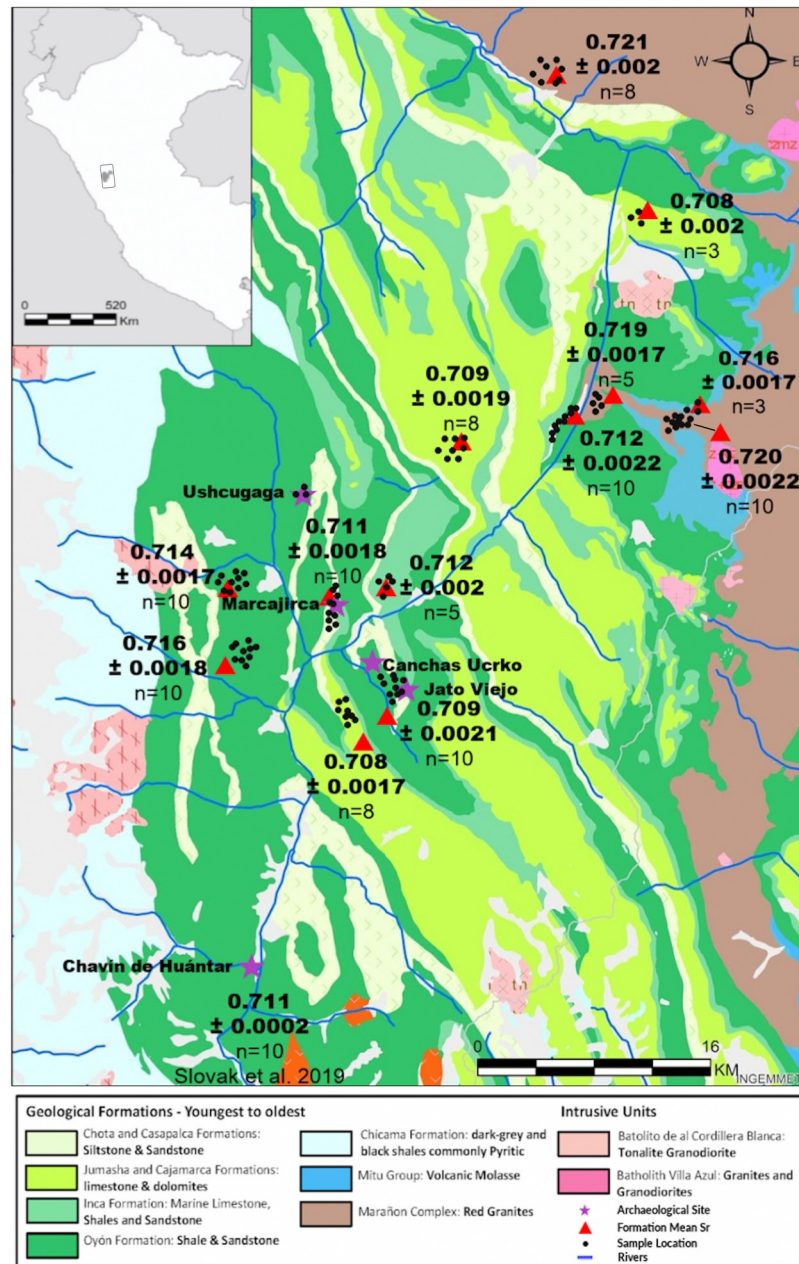 N
W
E
S
0
520
Km
0.721
± 0.002
n=8
zmz
0.708
± 0.002
n=3
tn
tn
0.719
± 0.0017
n=5
0.716
± 0.0017
n=3
0.709
± 0.0019
n=8
0.712
± 0.0022
n=10
0.720
± 0.0022
n=10
Ushcugaga
0.711
± 0.0018
n=10
0.714
± 0.0017
n=10
Marcajirca
0.712
± 0.002
n=5
0.716
± 0.0018
n=10
Canchas Ucrko
Jato Viejo
0.709
± 0.0021
n=10
0.708
± 0.0017
n=8
Chavín de Huántar
0.711
± 0.0002
n=10
Slovak et al. 2019
tn
0
16
KM
INGEMMET
Geological Formations - Youngest to oldest
Chota and Casapalca Formations:
Siltstone & Sandstone
Jumasha and Cajamarca Formations:
limestone & dolomites
Inca Formation: Marine Limestone,
Shales and Sandstone
Oyón Formation: Shale & Sandstone
Chicama Formation: dark-grey and
black shales commonly Pyritic
Mitu Group: Volcanic Molasse
Marañon Complex: Red Granites
Intrusive Units
Batolito de al Cordillera Blanca:
Tonalite Granodiorite
Batholith Villa Azul: Granites and
Granodiorites
Archaeological Site
Formation Mean Sr
Sample Location
Rivers